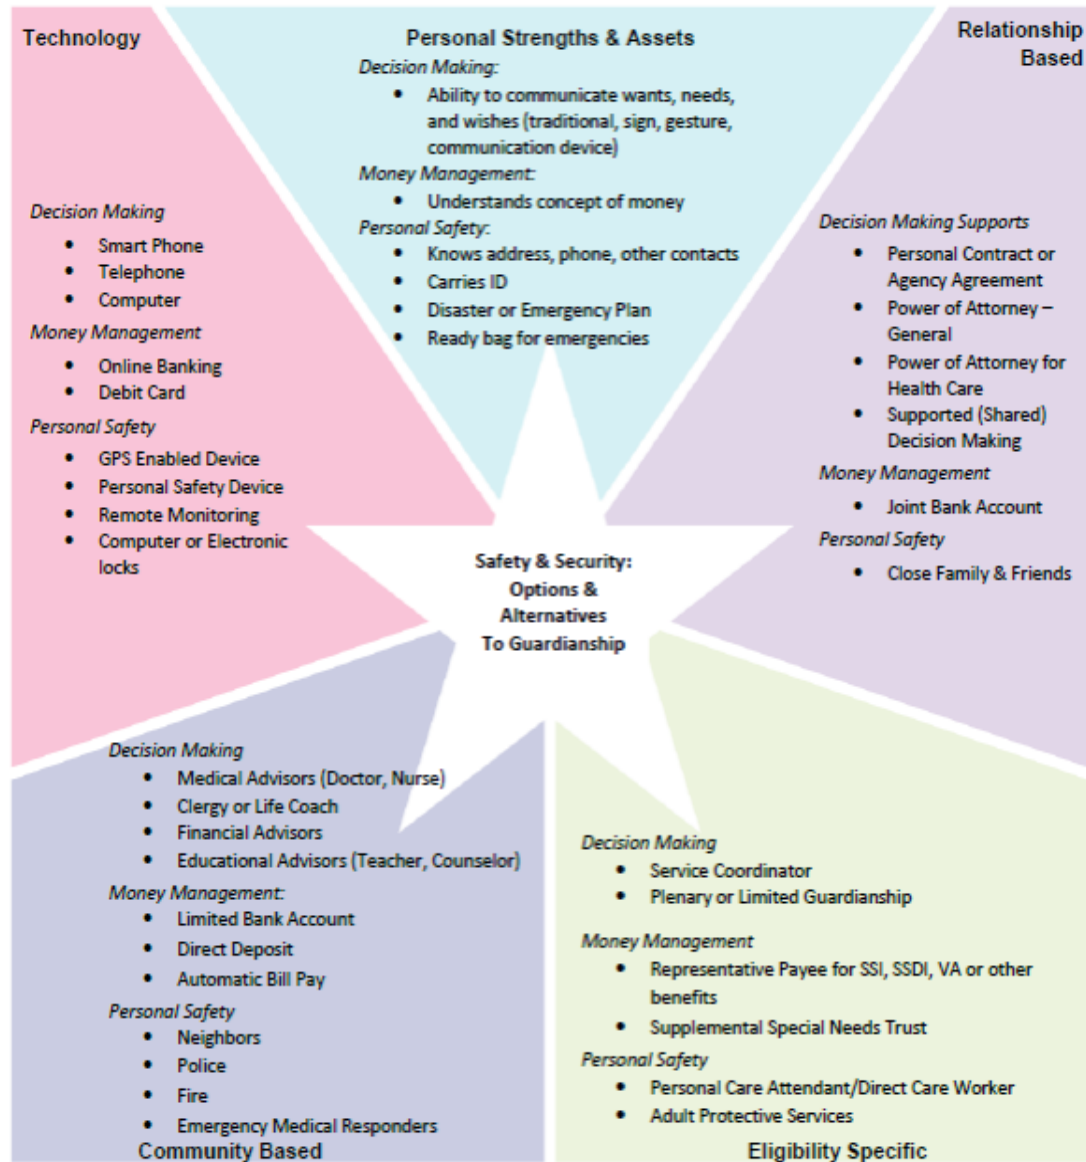 Technology
Decision Making
• Smart Phone
• Telephone
• Computer
Money Management
• Online Banking
• Debit Card
Personal Safety
• GPS Enabled Device
• Personal Safety Device
• Remote Monitoring
• Computer or Electronic
locks
Personal Strengths & Assets
Decision Making:
• Ability to communicate wants, needs,
and wishes (traditional, sign, gesture,
communication device)
Money Management:
• Understands concept of money
Personal Safety:
• Knows address, phone, other contacts
• Carries ID
• Disaster or Emergency Plan
• Ready bag for emergencies
Relationship
Based
Decision Making Supports
• Personal Contract or
Agency Agreement
• Power of Attorney –
General
• Power of Attorney for
Health Care
• Supported (Shared)
Decision Making
Money Management
• Joint Bank Account
Personal Safety
• Close Family & Friends
Safety & Security:
Options &
Alternatives
To Guardianship
Decision Making
• Medical Advisors (Doctor, Nurse)
• Clergy or Life Coach
• Financial Advisors
• Educational Advisors (Teacher, Counselor)
Money Management:
• Limited Bank Account
• Direct Deposit
• Automatic Bill Pay
Personal Safety
• Neighbors
• Police
• Fire
• Emergency Medical Responders
Community Based
Decision Making
• Service Coordinator
• Plenary or Limited Guardianship
Money Management
• Representative Payee for SSI, SSDI, VA or other
benefits
• Supplemental Special Needs Trust
Personal Safety
• Personal Care Attendant/Direct Care Worker
• Adult Protective Services
Eligibility Specific